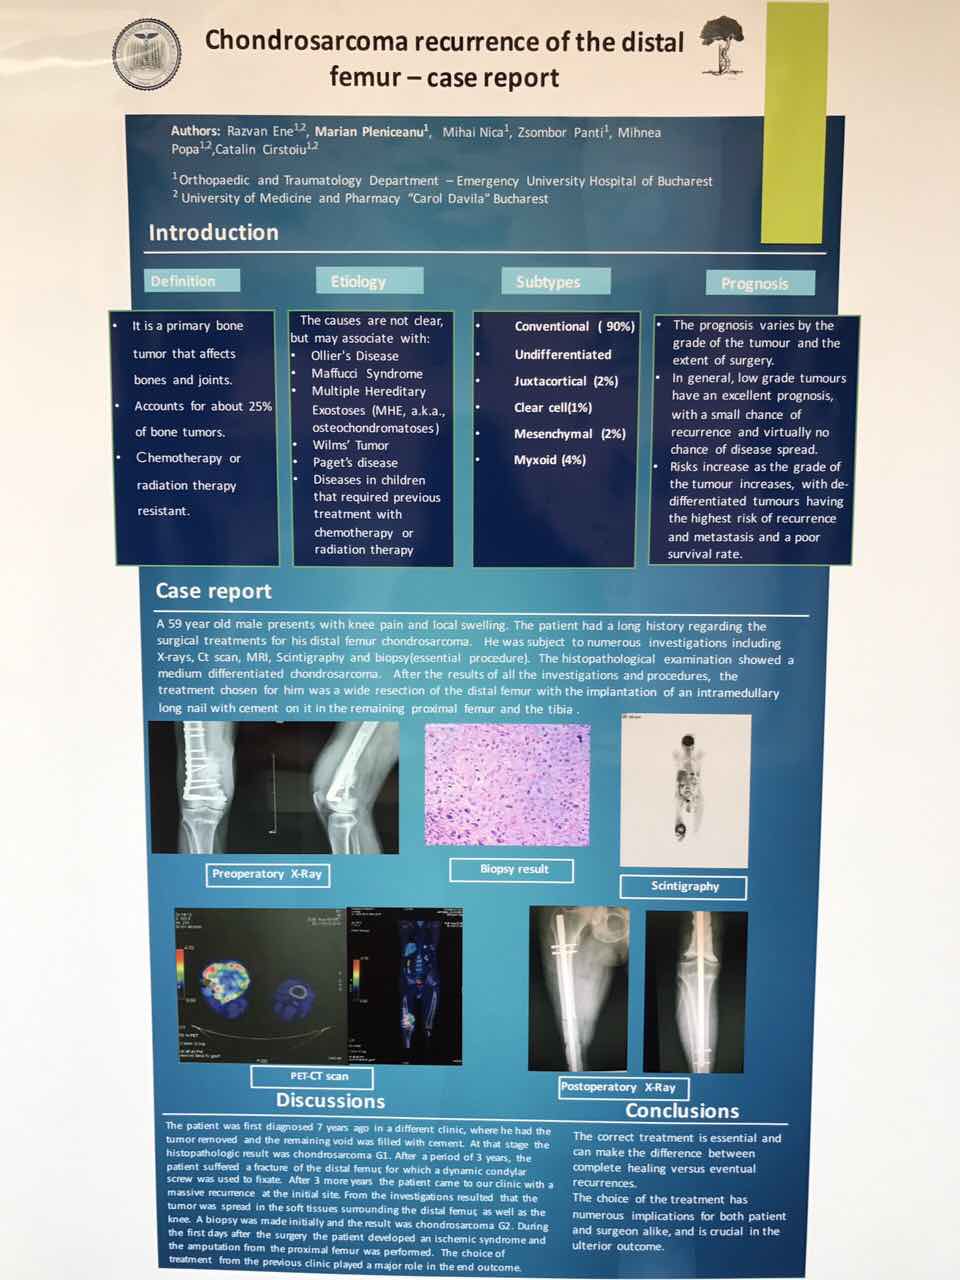 Chondrosarcoma recurrence of the distal
femur – case report
Authors: Razvan Ene1,2, Marian Pleniceanu1, Mihai Nica1, Zsombor Panti1, Mihnea
Popa1,2,Catalin Cirstoiu1,2
1 Orthopaedic and Traumatology Department – Emergency University Hospital of Bucharest
2 University of Medicine and Pharmacy "Carol Davila" Bucharest
Introduction
Definition
• It is a primary bone
tumor that affects
bones and joints.
• Accounts for about 25%
of bone tumors.
• Chemotherapy or
radiation therapy
resistant.
Etiology
The causes are not clear,
but may associate with:
• Ollier's Disease
• Maffucci Syndrome
• Multiple Hereditary
Exostoses (MHE, a.k.a.,
osteochondromatoses)
• Wilms' Tumor
• Paget's disease
• Diseases in children
that required previous
treatment with
chemotherapy or
radiation therapy
Subtypes
• Conventional ( 90%)
• Undifferentiated
• Juxtacortical (2%)
• Clear cell(1%)
• Mesenchymal (2%)
• Myxoid (4%)
Prognosis
• The prognosis varies by the
grade of the tumour and the
extent of surgery.
• In general, low grade tumours
have an excellent prognosis,
with a small chance of
recurrence and virtually no
chance of disease spread.
• Risks increase as the grade of
the tumour increases, with de-
differentiated tumours having
the highest risk of recurrence
and metastasis and a poor
survival rate.
Case report
A 59 year old male presents with knee pain and local swelling. The patient had a long history regarding the
surgical treatments for his distal femur chondrosarcoma. He was subject to numerous investigations including
X-rays, Ct scan, MRI, Scintigraphy and biopsy(essential procedure). The histopathological examination showed a
medium differentiated chondrosarcoma. After the results of all the investigations and procedures, the
treatment chosen for him was a wide resection of the distal femur with the implantation of an intramedullary
long nail with cement on it in the remaining proximal femur and the tibia .
Preoperatory X-Ray
Biopsy result
Scintigraphy
PET-CT scan
Postoperatory X-Ray
Discussions
The patient was first diagnosed 7 years ago in a different clinic, where he had the
tumor removed and the remaining void was filled with cement. At that stage the
histopathologic result was chondrosarcoma G1. After a period of 3 years, the
patient suffered a fracture of the distal femur, for which a dynamic condylar
screw was used to fixate. After 3 more years the patient came to our clinic with a
massive recurrence at the initial site. From the investigations resulted that the
tumor was spread in the soft tissues surrounding the distal femur, as well as the
knee. A biopsy was made initially and the result was chondrosarcoma G2. During
the first days after the surgery the patient developed an ischemic syndrome and
the amputation from the proximal femur was performed. The choice of
treatment from the previous clinic played a major role in the end outcome.
Conclusions
The correct treatment is essential and
can make the difference between
complete healing versus eventual
recurrences.
The choice of the treatment has
numerous implications for both patient
and surgeon alike, and is crucial in the
ulterior outcome.